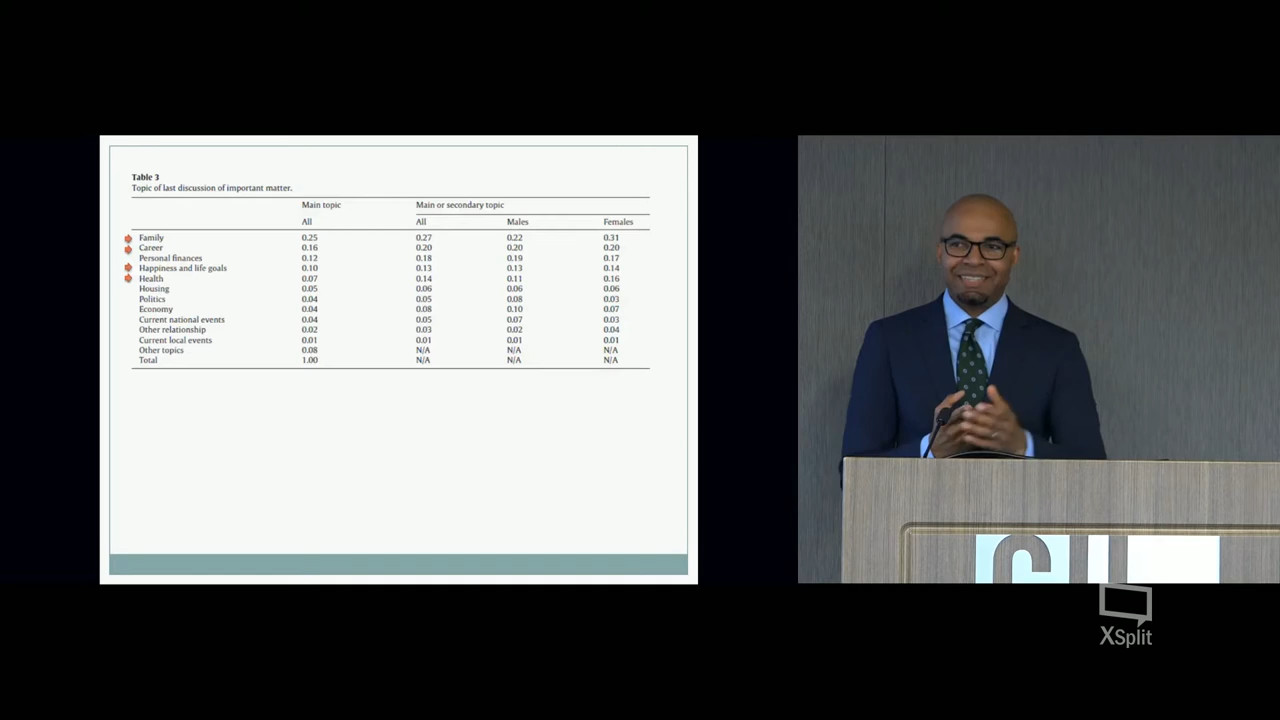 Table 3
Topic of last discussion of important matter.
Main topic Main or secondary topic
All All Males Females
Family 0.25 0.27 0.22 0.31
Career 0.16 0.20 0.20 0.20
Personal finances 0.12 0.18 0.19 0.17
Happiness and life goals 0.10 0.13 0.13 0.14
Health 0.07 0.14 0.11 0.16
Housing 0.05 0.06 0.06 0.06
Politics 0.04 0.05 0.08 0.03
Economy 0.04 0.08 0.10 0.07
Current national events 0.04 0.05 0.07 0.03
Other relationship 0.02 0.03 0.02 0.04
Current local events 0.01 0.01 0.01 0.01
Other topics 0.08 N/A N/A N/A
Total 1.00 N/A N/A N/A
XSplit